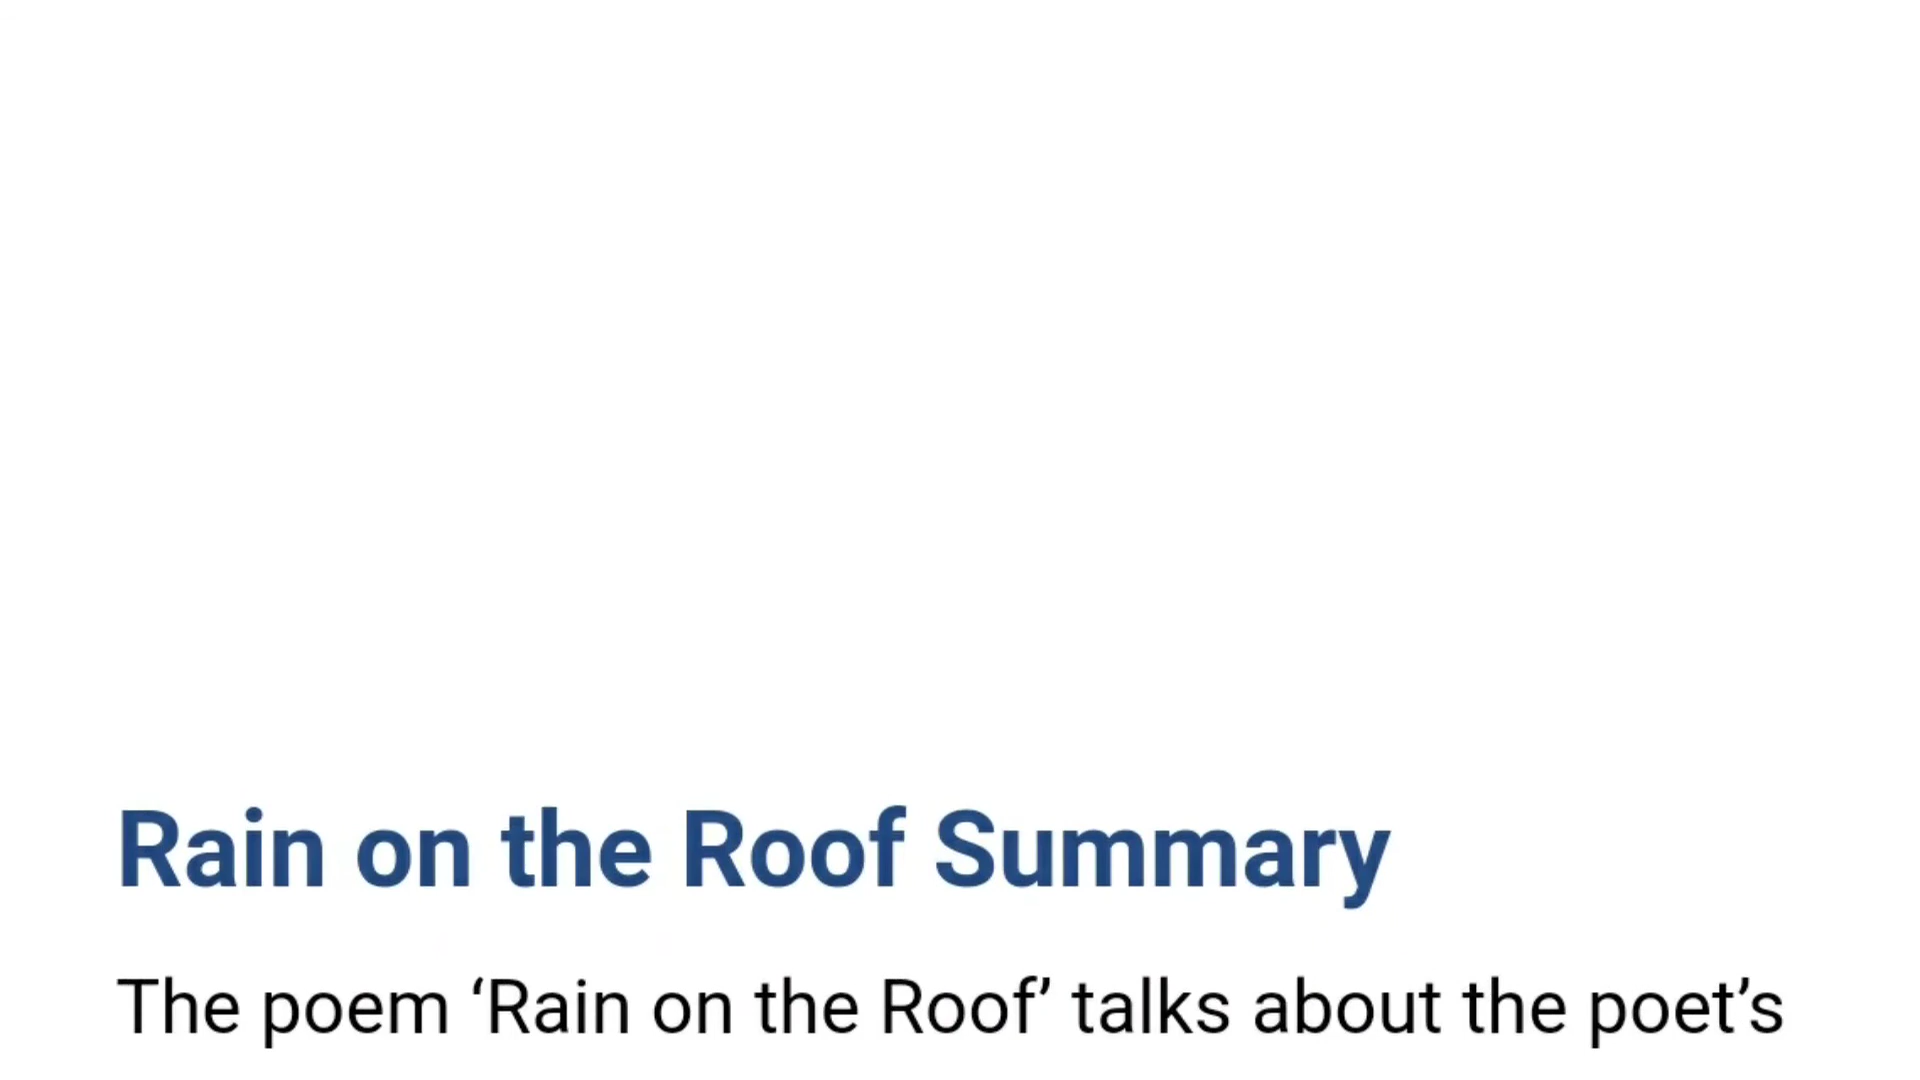 Rain on the Roof Summary
The poem ‘Rain on the Roof’ talks about the poet’s